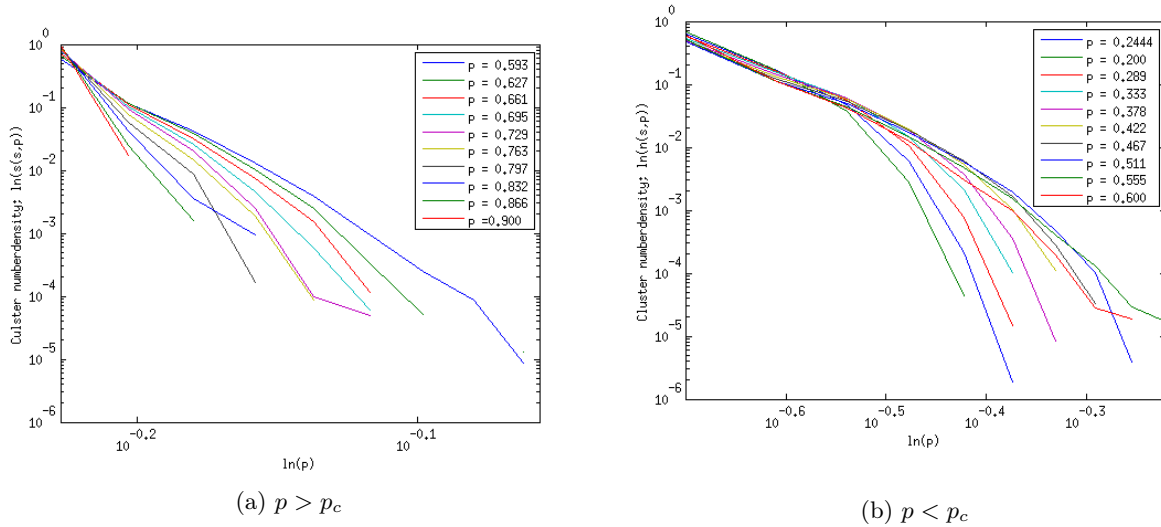 10^0
10^0
10^-1
10^-2
10^-3
10^-4
10^-5
10^-6
Culster numberdensity; ln(s(s,p))
10^-0.2
10^-0.1
ln(p)
p = 0.593
p = 0.627
p = 0.661
p = 0.695
p = 0.729
p = 0.763
p = 0.797
p = 0.832
p = 0.866
p =0.900
(a) p > p_c
10^0
10^-1
10^-2
10^-3
10^-4
10^-5
10^-6
Cluster numberdensity; ln(n(s,p))
10^-0.6
10^-0.5
10^-0.4
10^-0.3
ln(p)
p = 0.2444
p = 0.200
p = 0.289
p = 0.333
p = 0.378
p = 0.422
p = 0.467
p = 0.511
p = 0.555
p = 0.600
(b) p < p_c